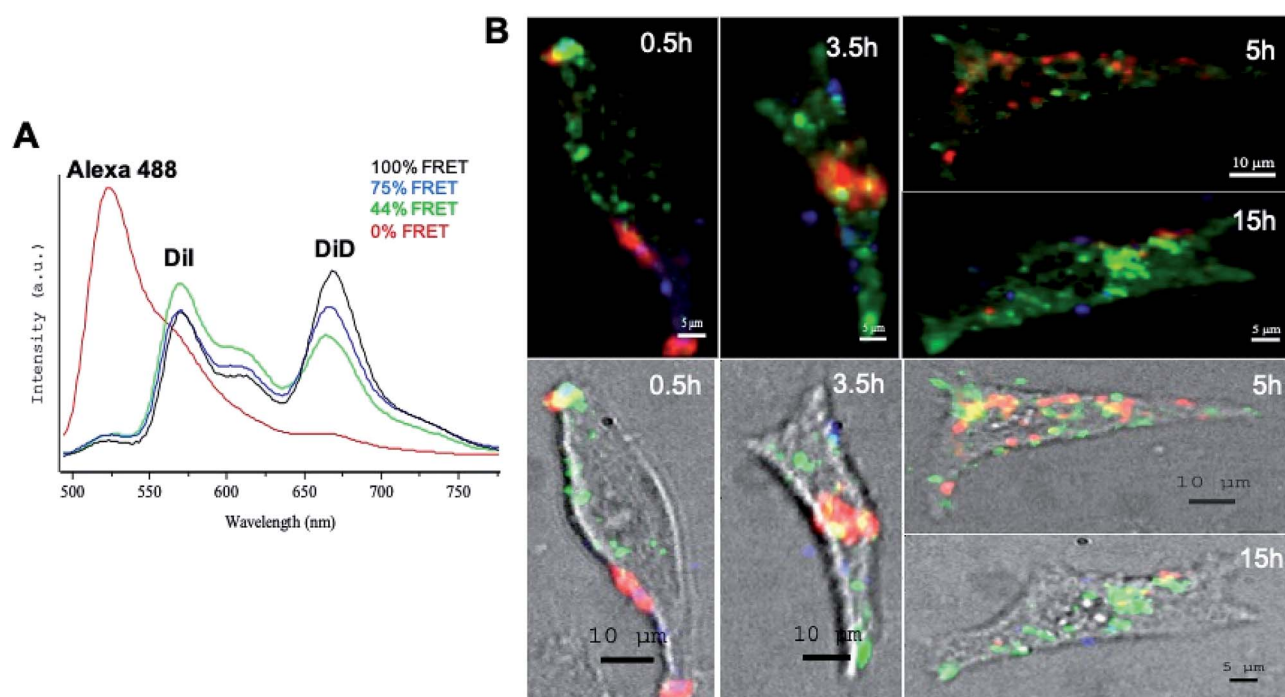 A
Alexa 488
DiI
DiD
100% FRET
75% FRET
44% FRET
0% FRET
Intensity (a.u.)
500 550 600 650 700 750
Wavelength (nm)
B
0.5h
5 µm
3.5h
5 µm
5h
10 µm
15h
5 µm
0.5h
10 µm
3.5h
10 µm
5h
10 µm
15h
5 µm